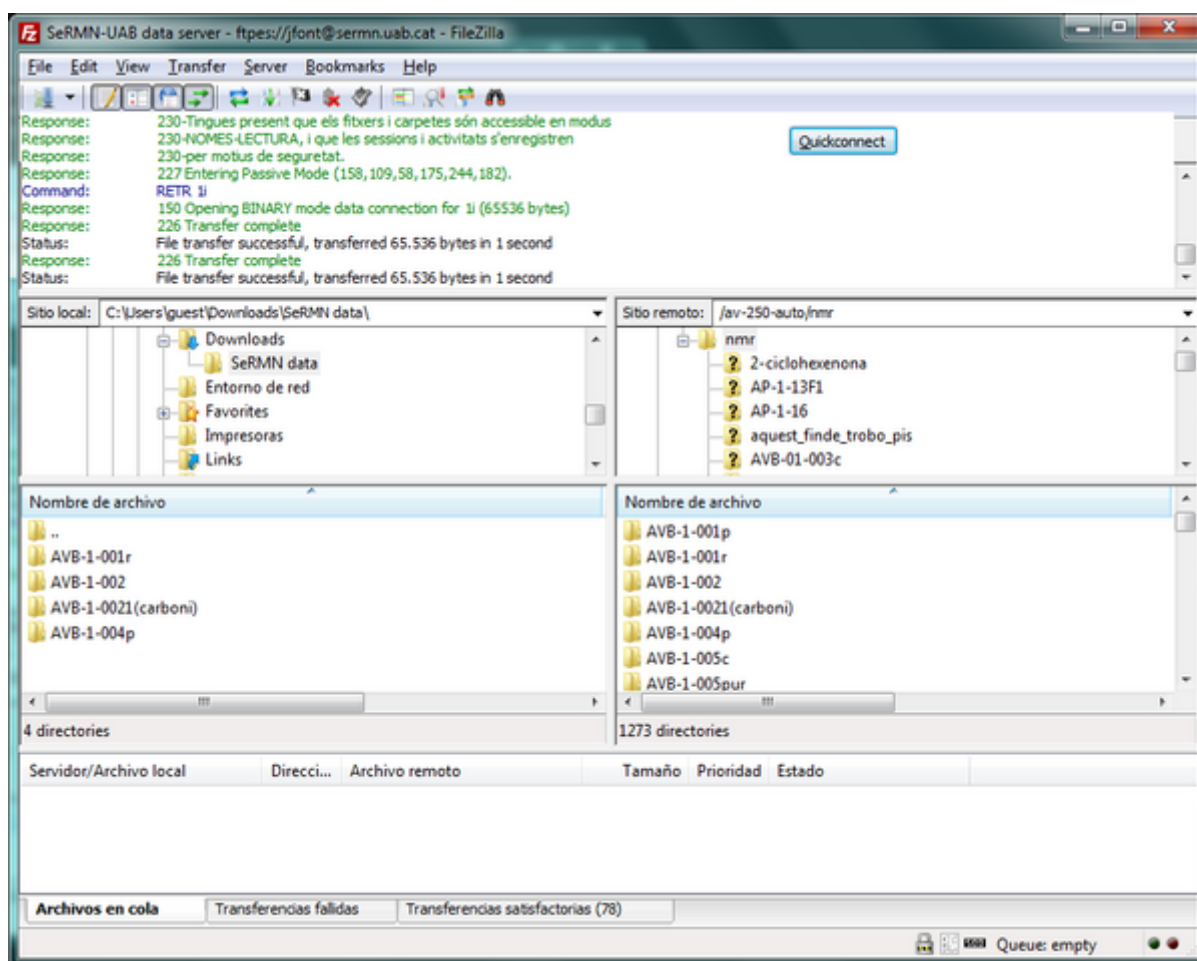 SeRMN-UAB data server - ftpes://jfont@sermn.uab.cat - FileZilla
File Edit View Transfer Server Bookmarks Help
Response: 230-Tingues present que els fitxers i carpetes són accessible en modus
Response: 230-NOMES-LECTURA, i que les sessions i activitats s'enregistren
Quickconnect
Response: 230-per motius de seguretat.
Response: 227 Entering Passive Mode (158,109,58,175,244,182).
Command: RETR 1i
Response: 150 Opening BINARY mode data connection for 1i (65536 bytes)
Response: 226 Transfer complete
Status: File transfer successful, transferred 65.536 bytes in 1 second
Response: 226 Transfer complete
Status: File transfer successful, transferred 65.536 bytes in 1 second
Sitio local: C:\Users\guest\Downloads\SeRMN data\
Downloads
SeRMN data
Entorno de red
Favorites
Impresoras
Links
Sitio remoto: /av-250-auto/nmr
nmr
2-ciclohexenona
AP-1-13F1
AP-1-16
aquest_finde_trobo_pis
AVB-01-003c
Nombre de archivo
..
AVB-1-001r
AVB-1-002
AVB-1-0021(carboni)
AVB-1-004p
4 directories
Nombre de archivo
AVB-1-001p
AVB-1-001r
AVB-1-002
AVB-1-0021(carboni)
AVB-1-004p
AVB-1-005c
AVB-1-005pur
1273 directories
Servidor/Archivo local Direcci... Archivo remoto Tamaño Prioridad Estado
Archivos en cola Transferencias fallidas Transferencias satisfactorias (78)
Queue: empty